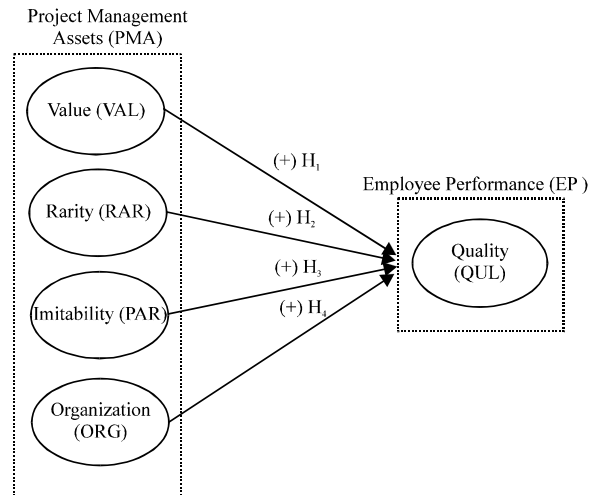 Project Management
Assets (PMA)
Value (VAL)
(+) H₁
Employee Performance (EP )
Rarity (RAR)
(+) H₂
Quality
(QUL)
(+) H₃
Imitability (PAR)
(+) H₄
Organization
(ORG)